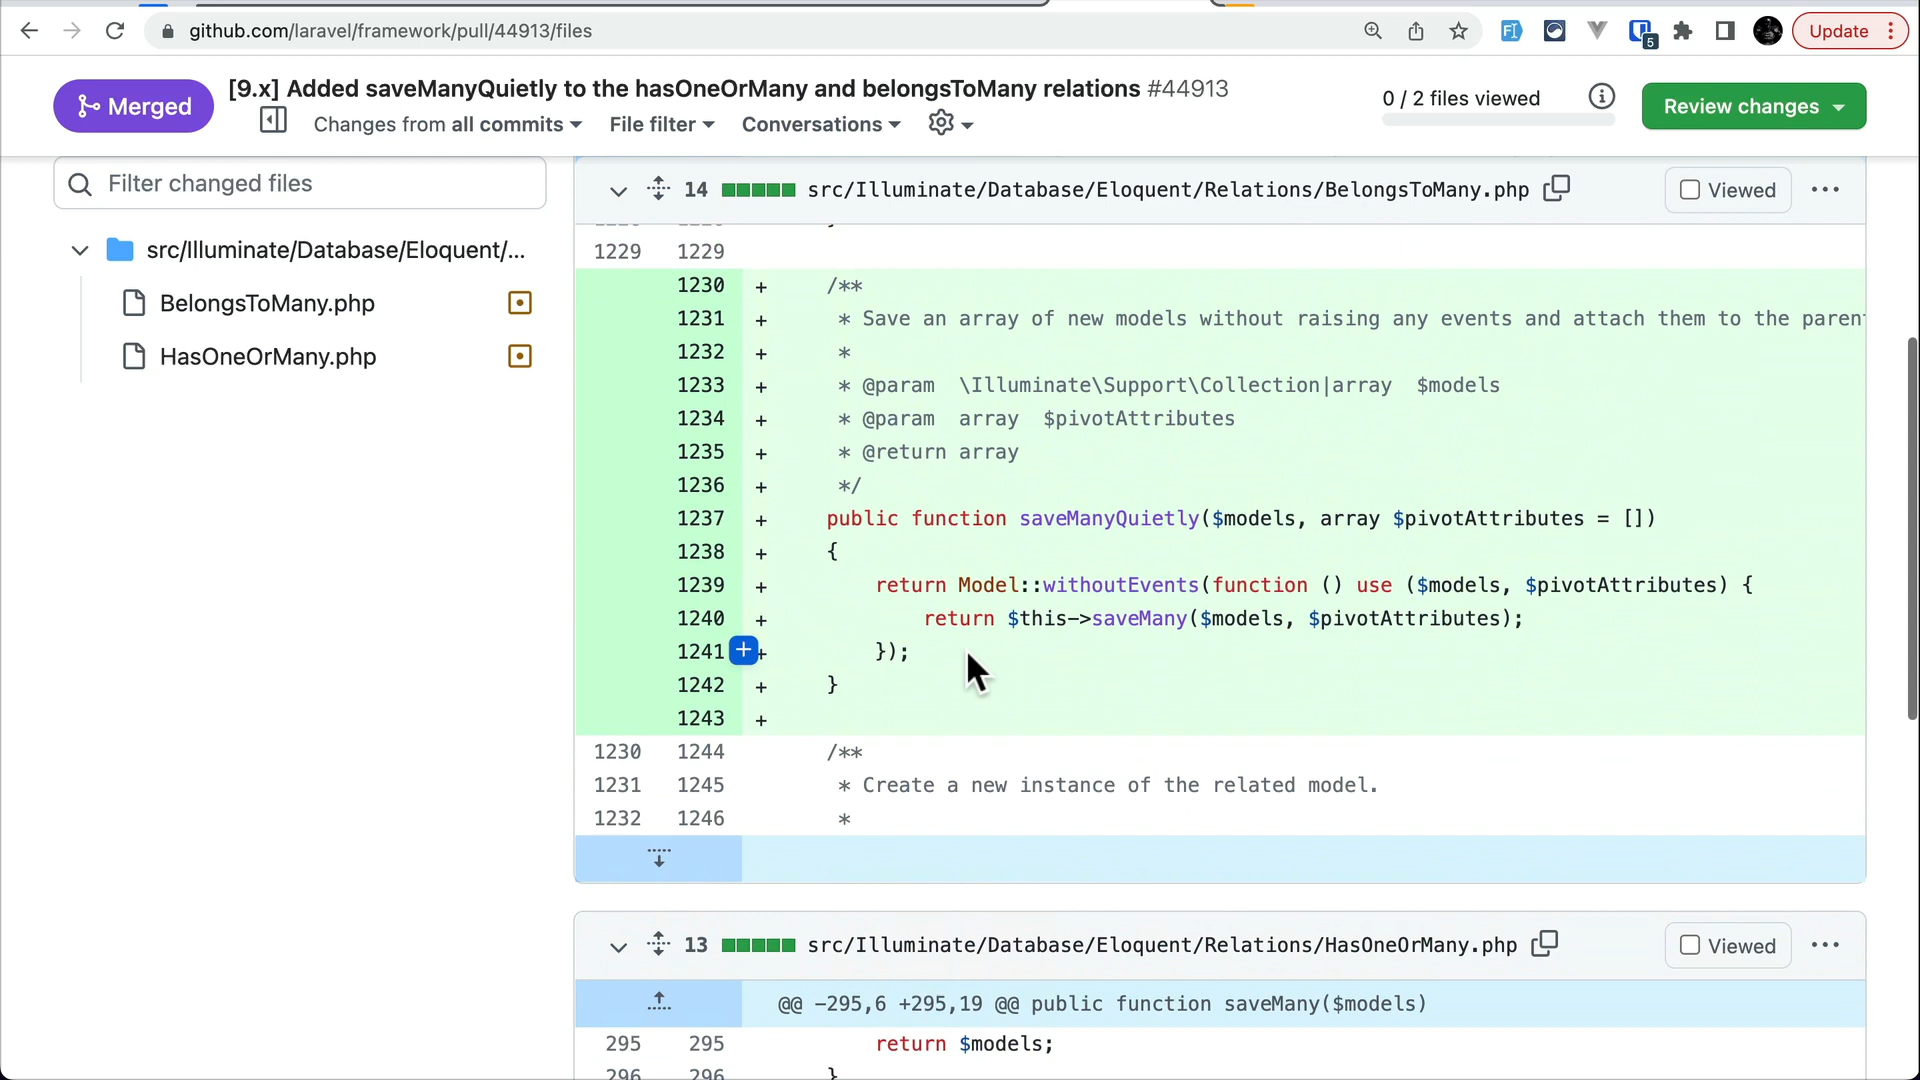 github.com/laravel/framework/pull/44913/files
5
Update
Merged
[9.x] Added saveManyQuietly to the hasOneOrMany and belongsToMany relations #44913
Changes from all commits
File filter
Conversations
0 / 2 files viewed
Review changes
Filter changed files
src/Illuminate/Database/Eloquent/...
BelongsToMany.php
HasOneOrMany.php
14 src/Illuminate/Database/Eloquent/Relations/BelongsToMany.php
Viewed
1229 1229
1230 + /**
1231 + * Save an array of new models without raising any events and attach them to the paren
1232 + *
1233 + * @param \Illuminate\Support\Collection|array $models
1234 + * @param array $pivotAttributes
1235 + * @return array
1236 + */
1237 + public function saveManyQuietly($models, array $pivotAttributes = [])
1238 + {
1239 + return Model::withoutEvents(function () use ($models, $pivotAttributes) {
1240 + return $this->saveMany($models, $pivotAttributes);
1241 + });
1242 + }
1243 +
1230 1244 /**
1231 1245 * Create a new instance of the related model.
1232 1246 *
13 src/Illuminate/Database/Eloquent/Relations/HasOneOrMany.php
Viewed
@@ -295,6 +295,19 @@ public function saveMany($models)
295 295 return $models;
296 296 }